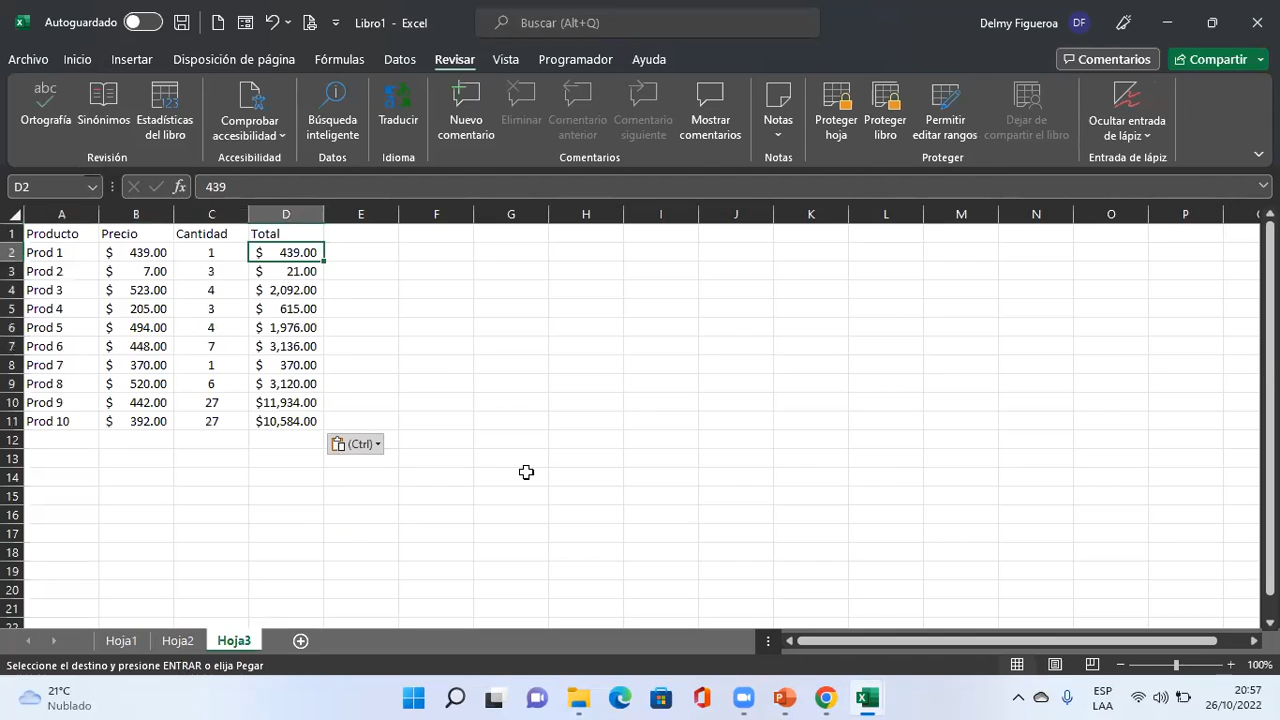 Autoguardado Libro1 - Excel Buscar (Alt+Q) Delmy Figueroa DF
Archivo Inicio Insertar Disposición de página Fórmulas Datos Revisar Vista Programador Ayuda Comentarios Compartir
Ortografía Sinónimos Estadísticas del libro Comprobar accesibilidad Búsqueda inteligente Traducir Nuevo comentario Eliminar Comentario anterior Comentario siguiente Mostrar comentarios Notas Proteger hoja Proteger libro Permitir editar rangos Dejar de compartir el libro Ocultar entrada de lápiz
Revisión Accesibilidad Datos Idioma Comentarios Notas Proteger Entrada de lápiz
D2 fx 439
A B C D E F G H I J K L M N O P
1 Producto Precio Cantidad Total
2 Prod 1 $ 439.00 1 $ 439.00
3 Prod 2 $ 7.00 3 $ 21.00
4 Prod 3 $ 523.00 4 $ 2,092.00
5 Prod 4 $ 205.00 3 $ 615.00
6 Prod 5 $ 494.00 4 $ 1,976.00
7 Prod 6 $ 448.00 7 $ 3,136.00
8 Prod 7 $ 370.00 1 $ 370.00
9 Prod 8 $ 520.00 6 $ 3,120.00
10 Prod 9 $ 442.00 27 $11,934.00
11 Prod 10 $ 392.00 27 $10,584.00
12 (Ctrl)
13
14
15
16
17
18
19
20
21
Hoja1 Hoja2 Hoja3
Seleccione el destino y presione ENTRAR o elija Pegar 100%
21°C ESP 20:57
Nublado LAA 26/10/2022